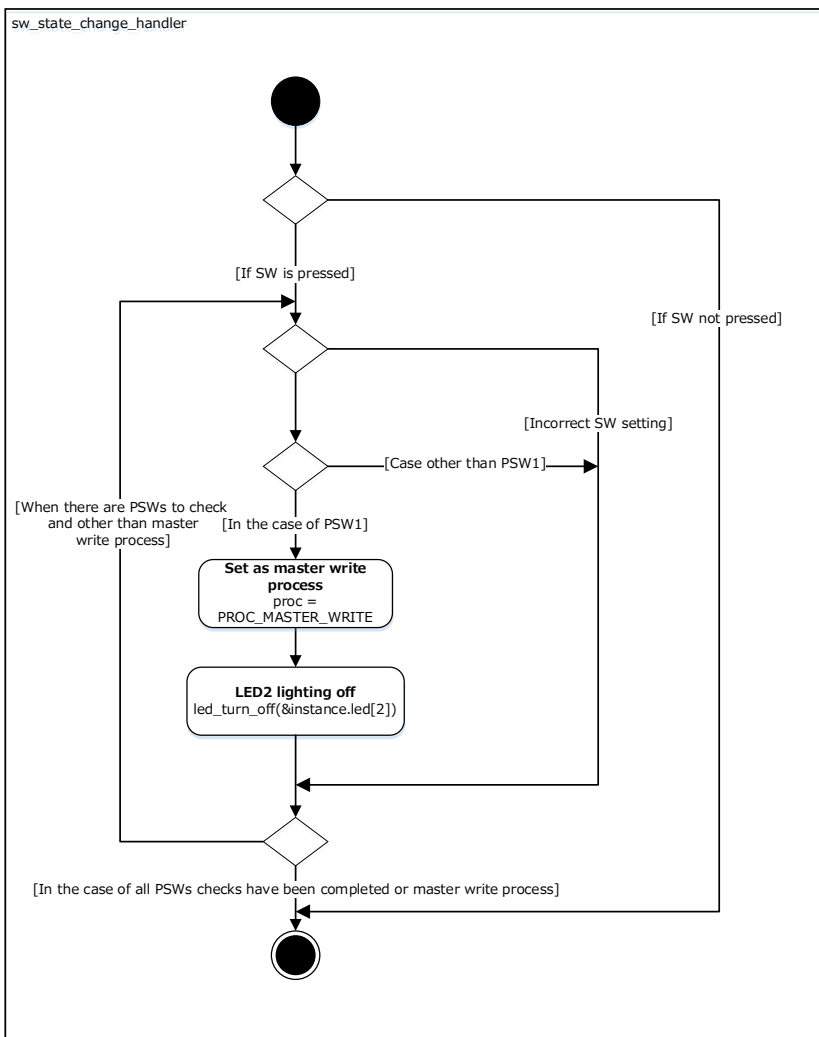 sw_state_change_handler
[If SW is pressed]
[If SW not pressed]
[Incorrect SW setting]
[Case other than PSW1]
[When there are PSWs to check
and other than master
write process]
[In the case of PSW1]
Set as master write
process
proc =
PROC_MASTER_WRITE
LED2 lighting off
led_turn_off(&instance.led[2])
[In the case of all PSWs checks have been completed or master write process]